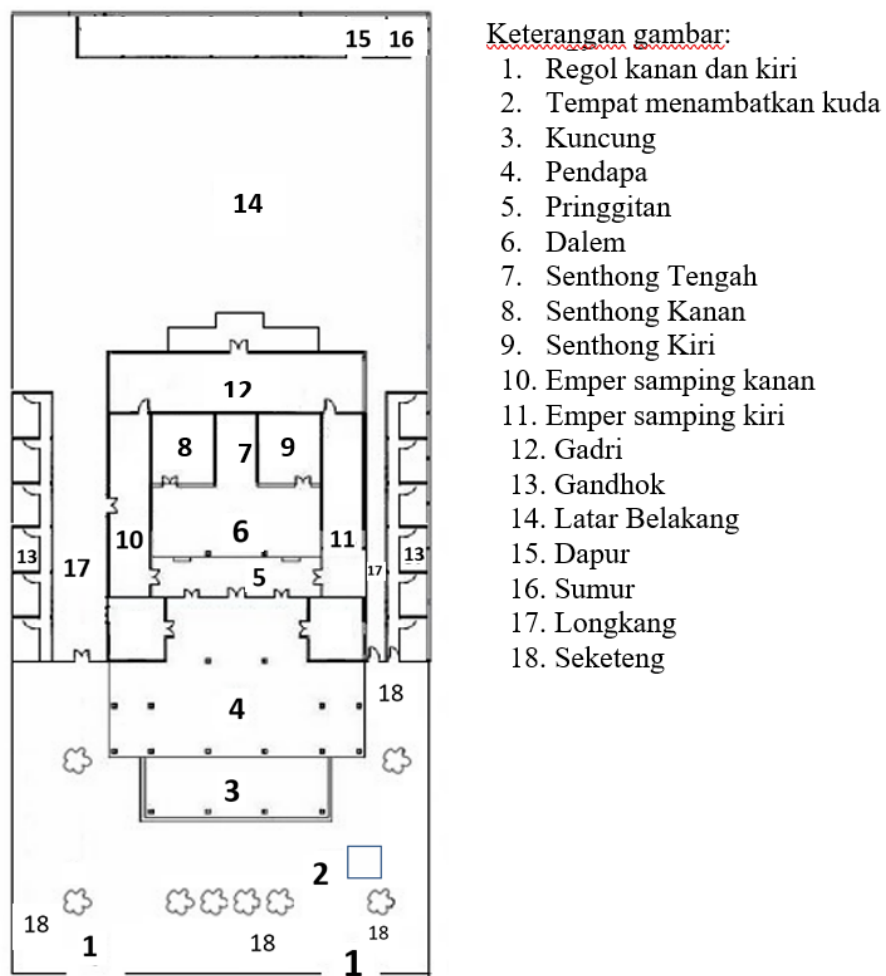 15 16
14
12
8 7 9
10 6 11
13 17 5 17 13
18
4
3
2
18 1 18 18 1
Keterangan gambar:
1. Regol kanan dan kiri
2. Tempat menambatkan kuda
3. Kuncung
4. Pendapa
5. Pringgitan
6. Dalem
7. Senthong Tengah
8. Senthong Kanan
9. Senthong Kiri
10. Emper samping kanan
11. Emper samping kiri
12. Gadri
13. Gandhok
14. Latar Belakang
15. Dapur
16. Sumur
17. Longkang
18. Seketeng